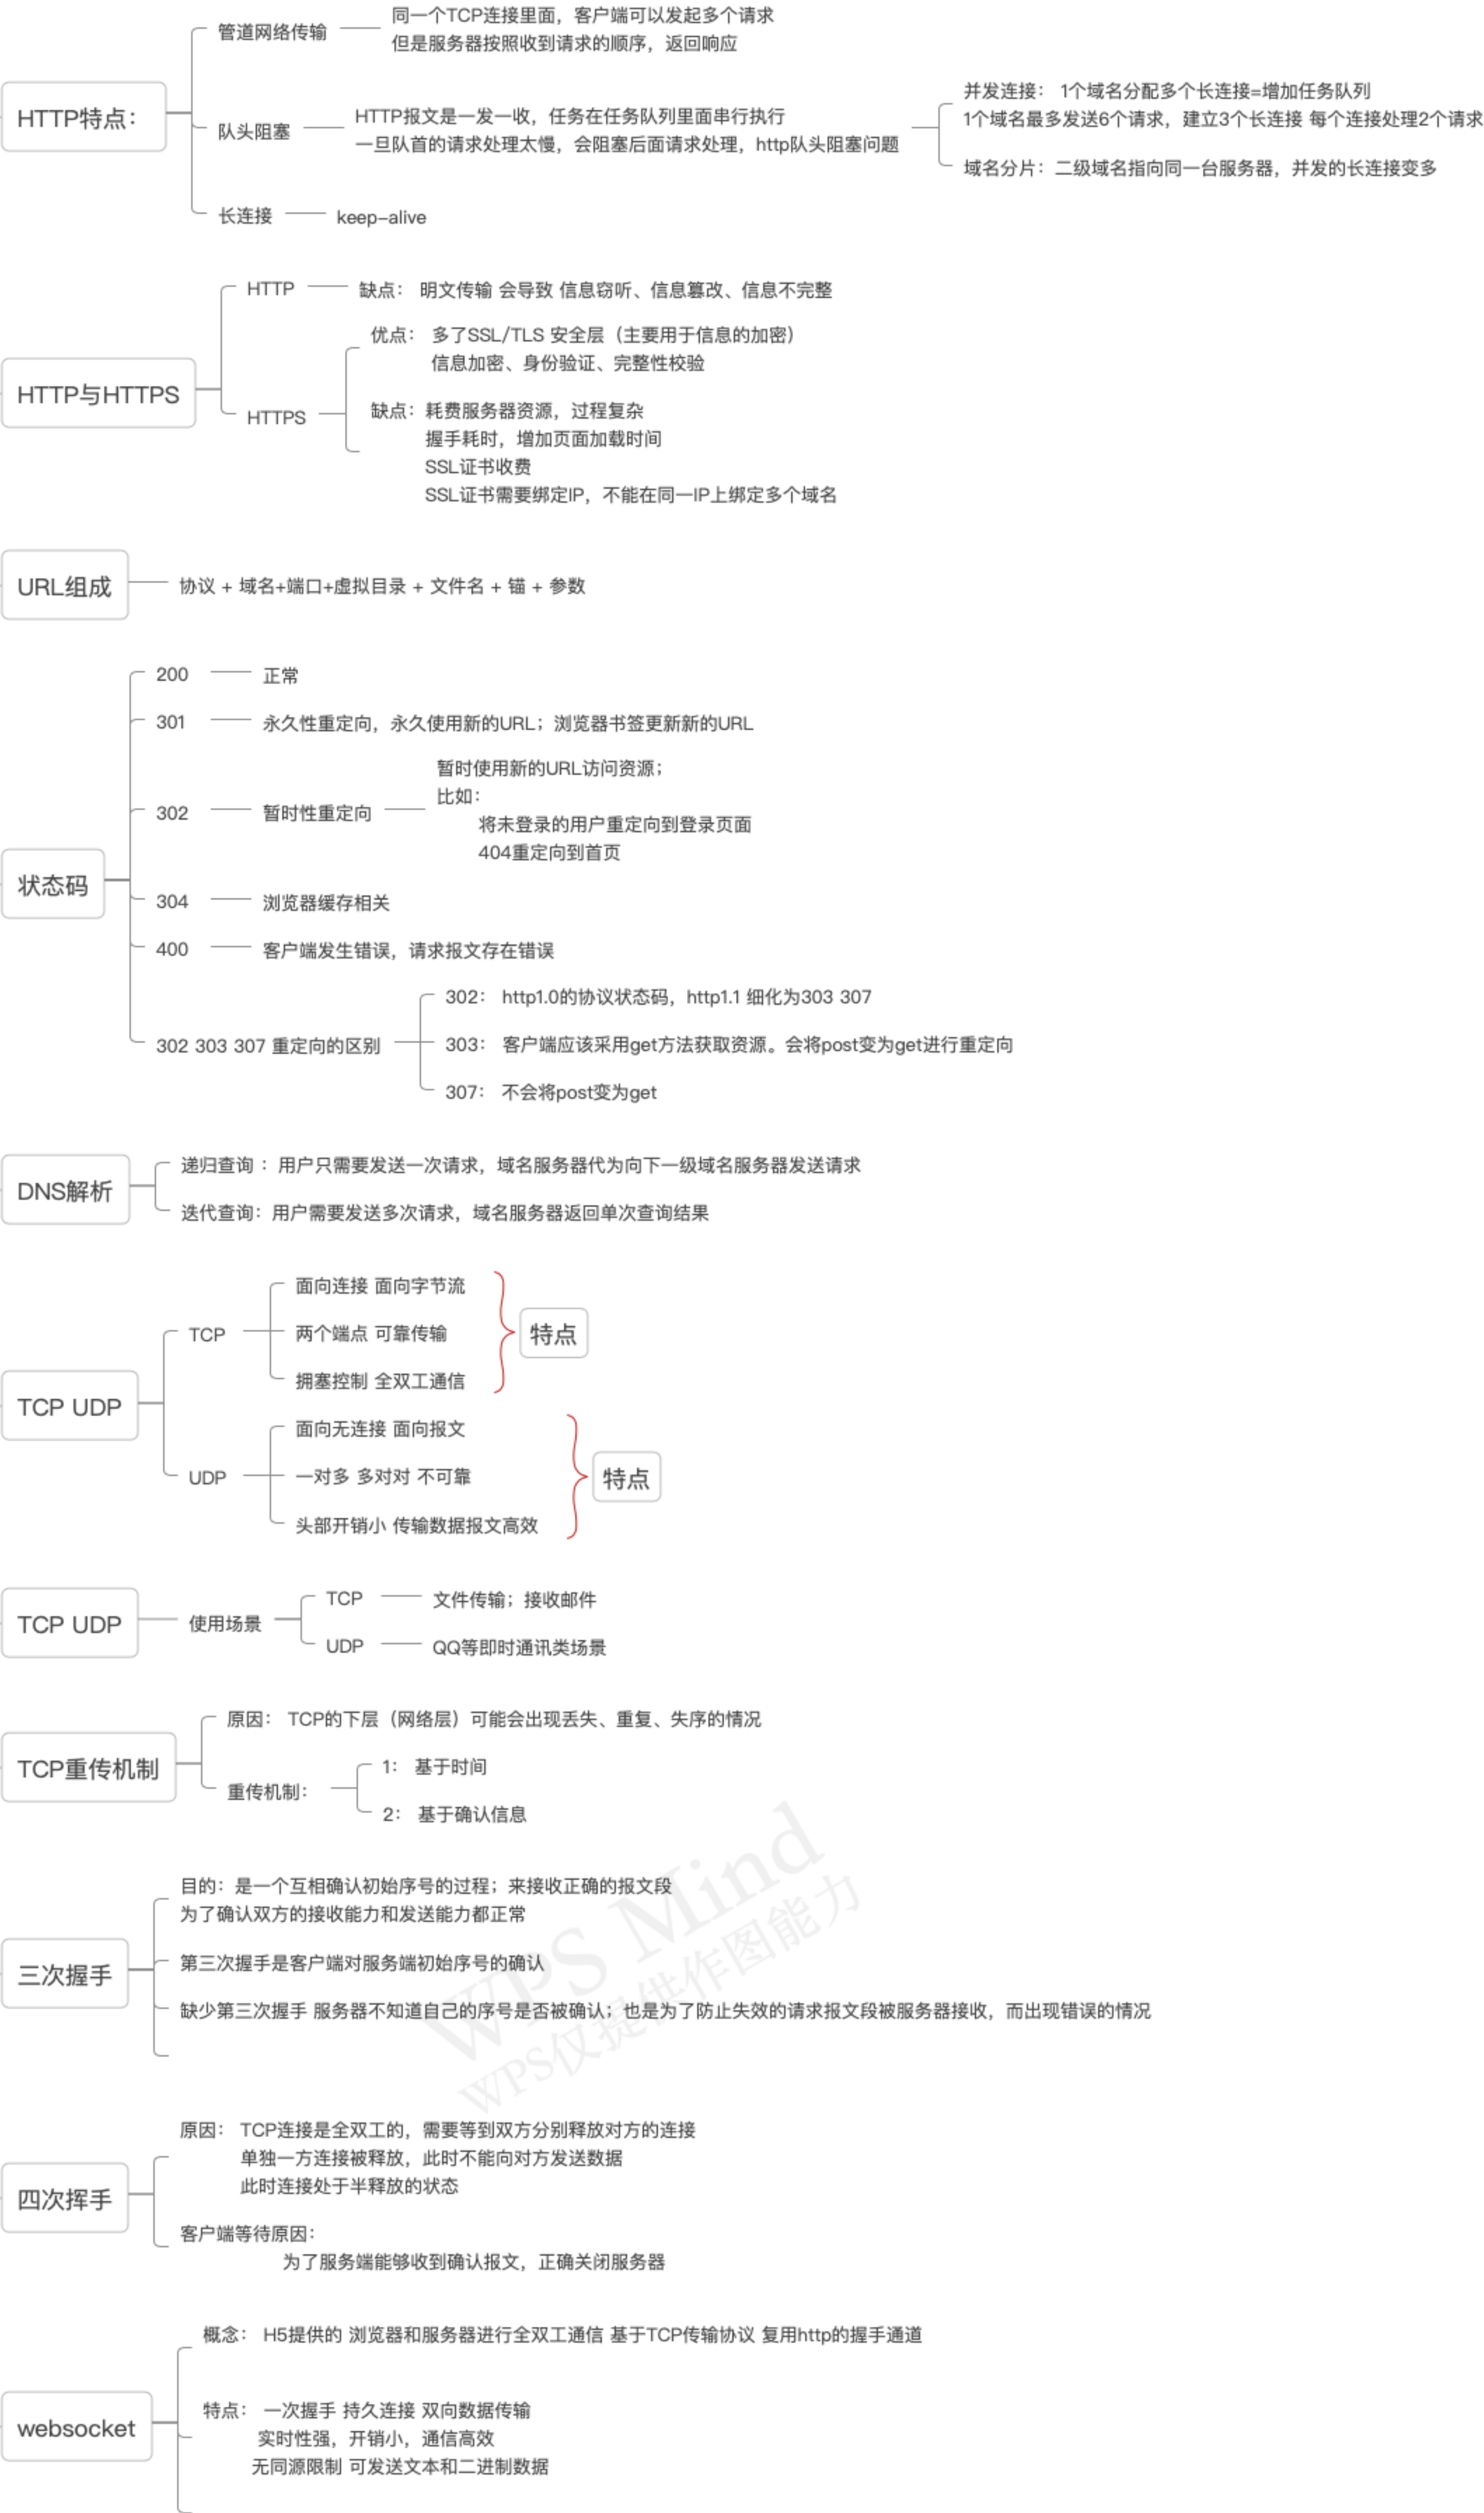 HTTP特点：
管道网络传输
同一个TCP连接里面，客户端可以发起多个请求
但是服务器按照收到请求的顺序，返回响应
队头阻塞
HTTP报文是一发一收，任务在任务队列里面串行执行
一旦队首的请求处理太慢，会阻塞后面请求处理，http队头阻塞问题
并发连接： 1个域名分配多个长连接=增加任务队列
1个域名最多发送6个请求，建立3个长连接 每个连接处理2个请求
域名分片：二级域名指向同一台服务器，并发的长连接变多
长连接
keep-alive
HTTP与HTTPS
HTTP
缺点： 明文传输 会导致 信息窃听、信息篡改、信息不完整
HTTPS
优点： 多了SSL/TLS 安全层（主要用于信息的加密）
信息加密、身份验证、完整性校验
缺点：耗费服务器资源，过程复杂
握手耗时，增加页面加载时间
SSL证书收费
SSL证书需要绑定IP，不能在同一IP上绑定多个域名
URL组成
协议 + 域名+端口+虚拟目录 + 文件名 + 锚 + 参数
状态码
200
正常
301
永久性重定向，永久使用新的URL；浏览器书签更新新的URL
302
暂时性重定向
暂时使用新的URL访问资源；
比如：
将未登录的用户重定向到登录页面
404重定向到首页
304
浏览器缓存相关
400
客户端发生错误，请求报文存在错误
302 303 307 重定向的区别
302： http1.0的协议状态码，http1.1 细化为303 307
303： 客户端应该采用get方法获取资源。会将post变为get进行重定向
307： 不会将post变为get
DNS解析
递归查询 ：用户只需要发送一次请求，域名服务器代为向下一级域名服务器发送请求
迭代查询：用户需要发送多次请求，域名服务器返回单次查询结果
TCP UDP
TCP
面向连接 面向字节流
两个端点 可靠传输
拥塞控制 全双工通信
特点
UDP
面向无连接 面向报文
一对多 多对对 不可靠
头部开销小 传输数据报文高效
特点
TCP UDP
使用场景
TCP
文件传输；接收邮件
UDP
QQ等即时通讯类场景
TCP重传机制
原因： TCP的下层（网络层）可能会出现丢失、重复、失序的情况
重传机制：
1： 基于时间
2： 基于确认信息
三次握手
目的：是一个互相确认初始序号的过程；来接收正确的报文段
为了确认双方的接收能力和发送能力都正常
第三次握手是客户端对服务端初始序号的确认
缺少第三次握手 服务器不知道自己的序号是否被确认；也是为了防止失效的请求报文段被服务器接收，而出现错误的情况
WPS Mind
WPS仅提供作图能力
四次挥手
原因： TCP连接是全双工的，需要等到双方分别释放对方的连接
单独一方连接被释放，此时不能向对方发送数据
此时连接处于半释放的状态
客户端等待原因：
为了服务端能够收到确认报文，正确关闭服务器
websocket
概念： H5提供的 浏览器和服务器进行全双工通信 基于TCP传输协议 复用http的握手通道
特点： 一次握手 持久连接 双向数据传输
实时性强，开销小，通信高效
无同源限制 可发送文本和二进制数据